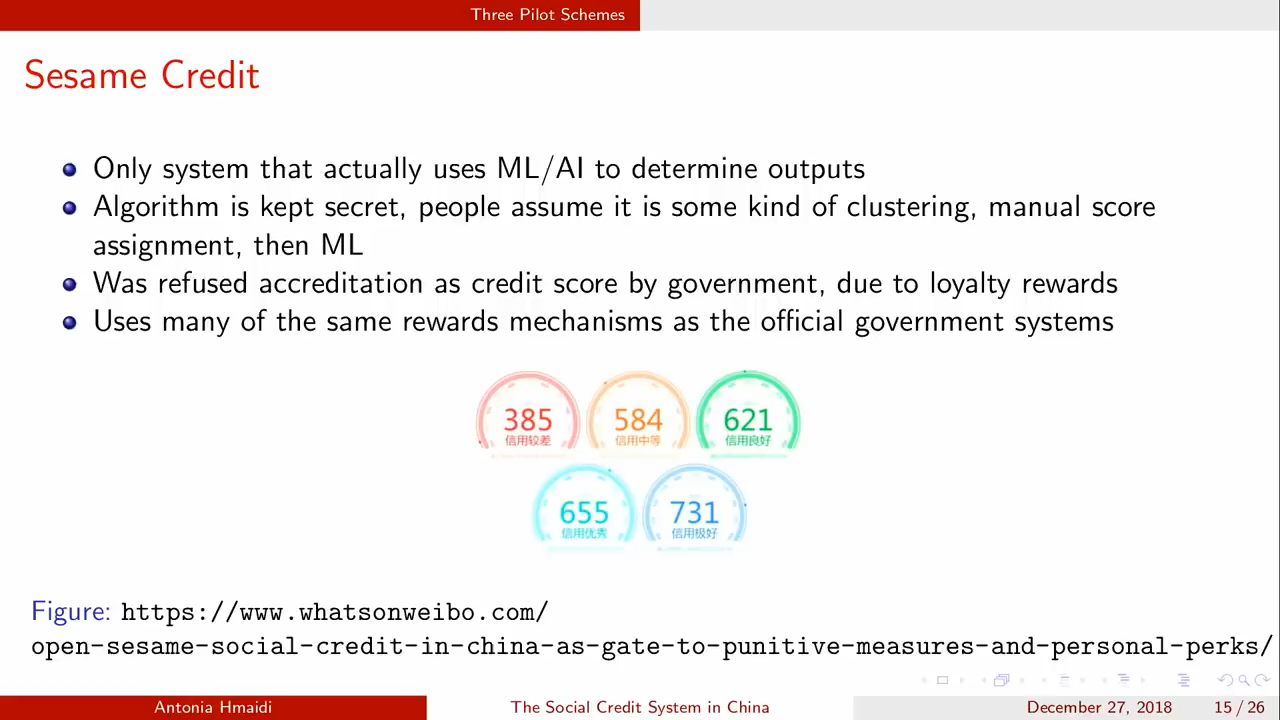 Three Pilot Schemes
Sesame Credit
Only system that actually uses ML/AI to determine outputs
Algorithm is kept secret, people assume it is some kind of clustering, manual score
assignment, then ML
Was refused accreditation as credit score by government, due to loyalty rewards
Uses many of the same rewards mechanisms as the official government systems
385 584 621
信用较差 信用中等 信用良好
655 731
信用优秀 信用极好
Figure: https://www.whatsonweibo.com/
open-sesame-social-credit-in-china-as-gate-to-punitive-measures-and-personal-perks/
Antonia Hmaidi The Social Credit System in China December 27, 2018 15 / 26